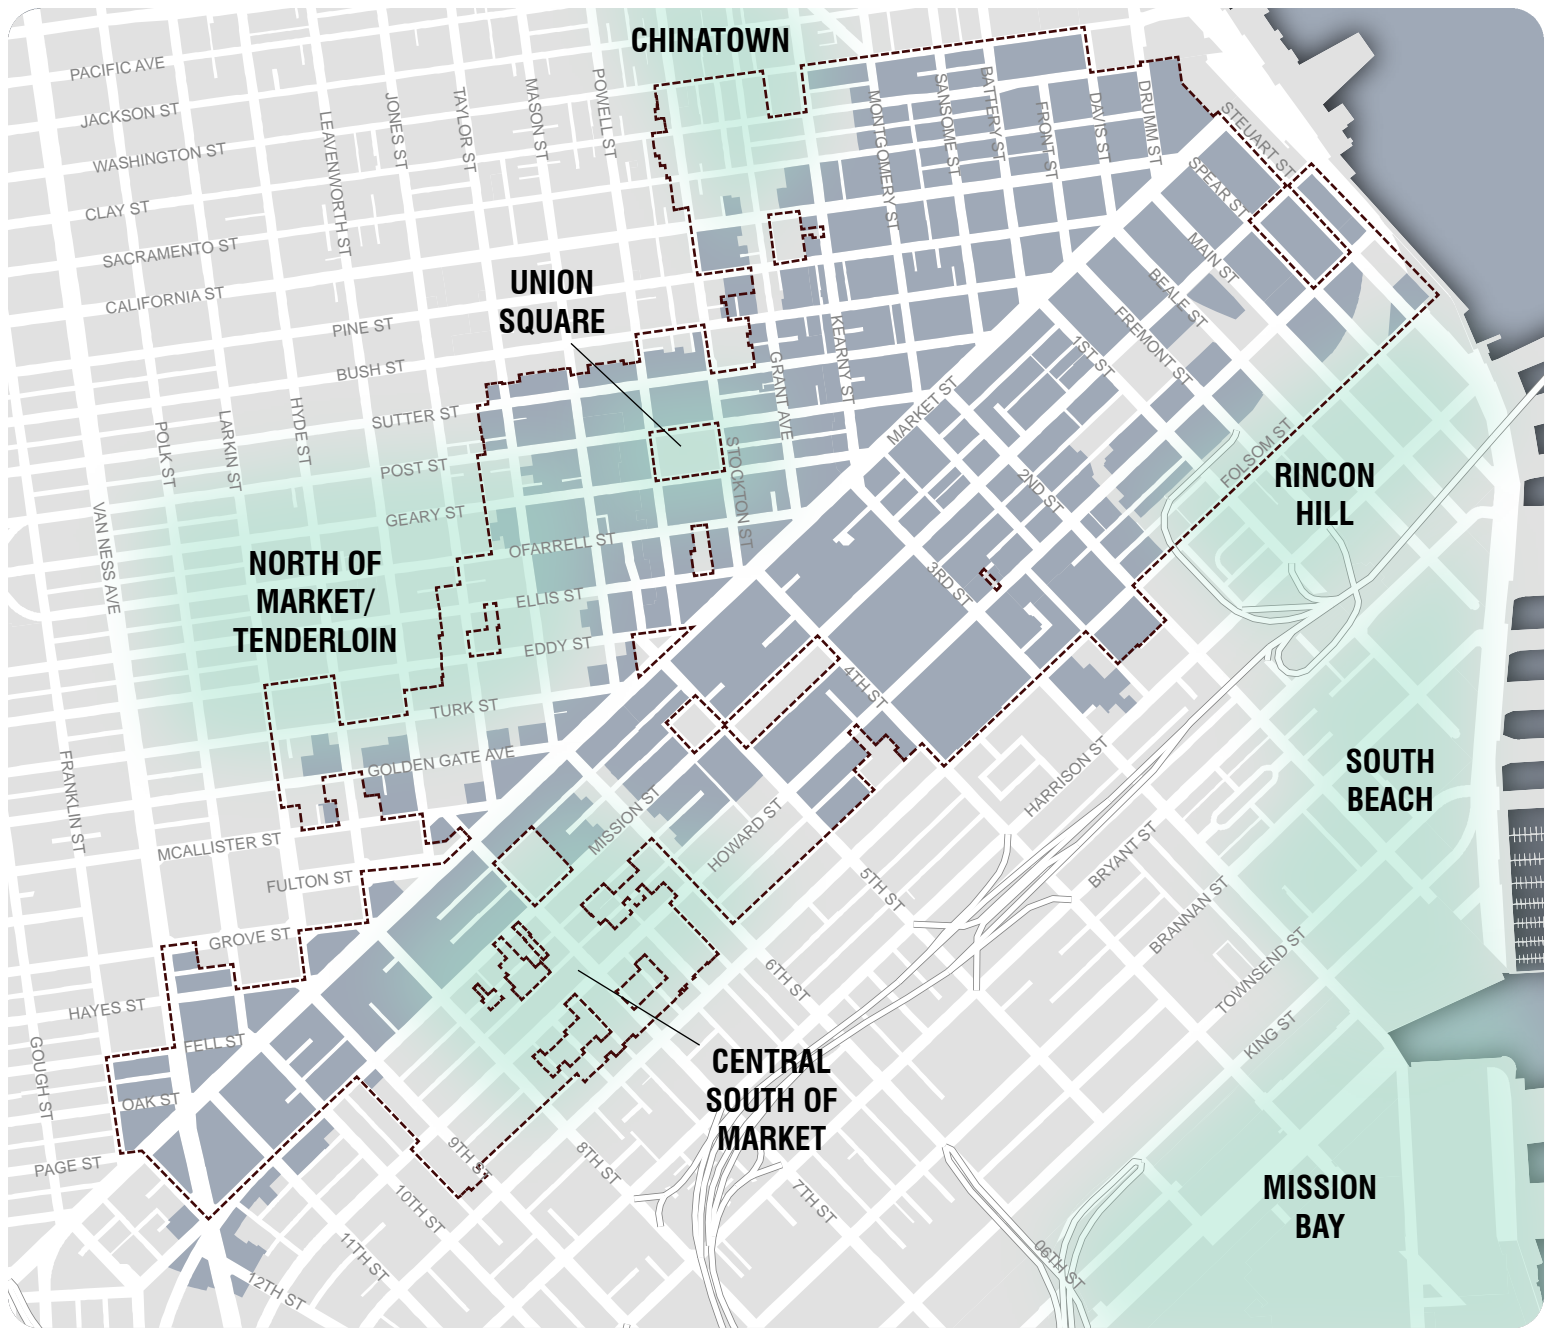 CHINATOWN
PACIFIC AVE
JACKSON ST
WASHINGTON ST
CLAY ST
SACRAMENTO ST
CALIFORNIA ST
PINE ST
BUSH ST
SUTTER ST
POST ST
GEARY ST
OFARRELL ST
ELLIS ST
EDDY ST
TURK ST
GOLDEN GATE AVE
MCALLISTER ST
FULTON ST
GROVE ST
HAYES ST
FELL ST
OAK ST
PAGE ST
GOUGH ST
FRANKLIN ST
VAN NESS AVE
POLK ST
LARKIN ST
HYDE ST
LEAVENWORTH ST
JONES ST
TAYLOR ST
MASON ST
POWELL ST
STOCKTON ST
GRANT AVE
KEARNY ST
MONTGOMERY ST
SANSOME ST
BATTERY ST
FRONT ST
DAVIS ST
DRUMM ST
STEUART ST
SPEAR ST
MAIN ST
BEALE ST
FREMONT ST
1ST ST
2ND ST
3RD ST
4TH ST
5TH ST
6TH ST
7TH ST
8TH ST
9TH ST
10TH ST
11TH ST
12TH ST
06TH ST
MARKET ST
MISSION ST
HOWARD ST
FOLSOM ST
HARRISON ST
BRYANT ST
BRANNAN ST
TOWNSEND ST
KING ST
UNION
SQUARE
NORTH OF
MARKET/
TENDERLOIN
RINCON
HILL
SOUTH
BEACH
CENTRAL
SOUTH OF
MARKET
MISSION
BAY